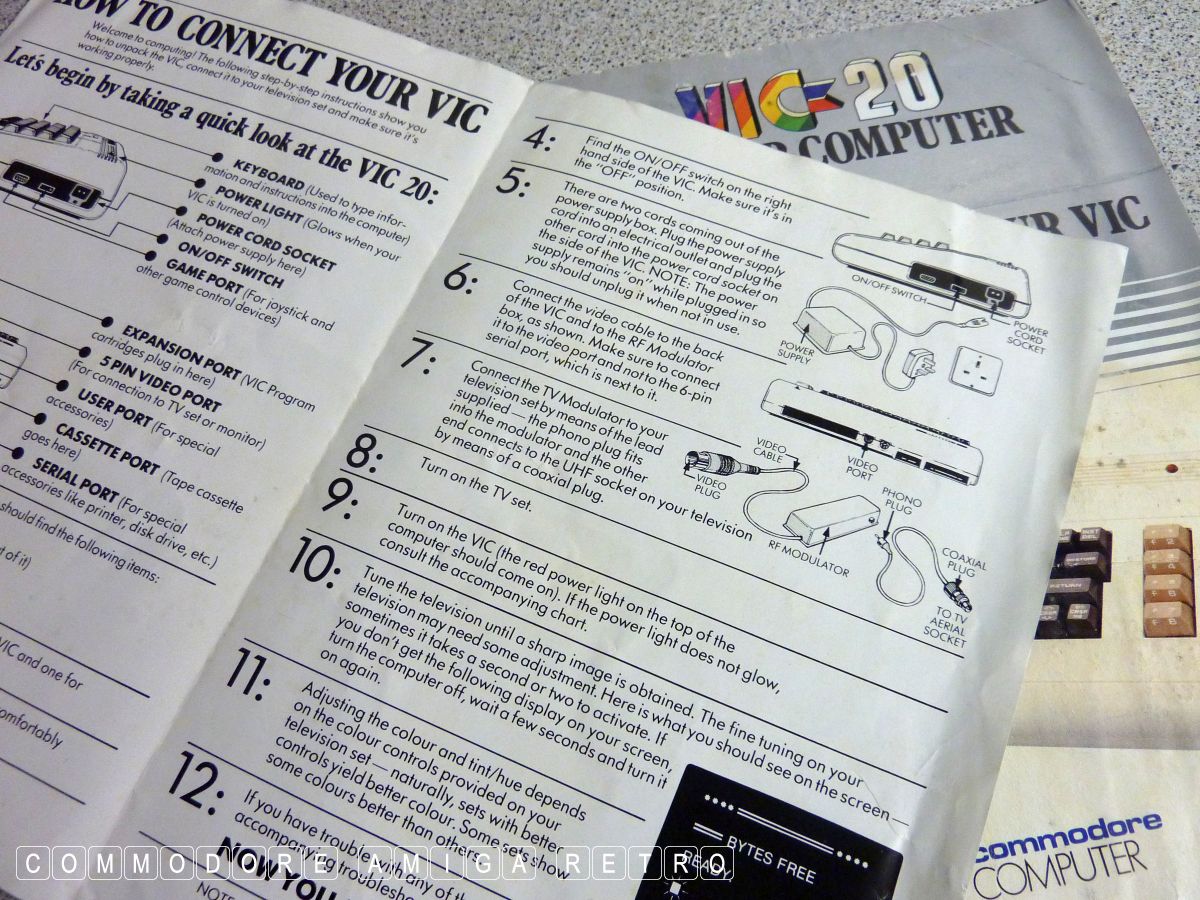 HOW TO CONNECT YOUR VIC
Welcome to computing! The following step-by-step instructions show you
how to unpack the VIC, connect it to your television set and make sure it's
working properly.
Let's begin by taking a quick look at the VIC 20:
KEYBOARD (Used to type infor-
mation and instructions into the computer)
POWER LIGHT (Glows when your
VIC is turned on)
POWER CORD SOCKET
(Attach power supply here)
ON/OFF SWITCH
GAME PORT (For joystick and
other game control devices)
EXPANSION PORT (VIC Program
cartridges plug in here)
5 PIN VIDEO PORT
(For connection to TV set or monitor)
USER PORT (For special
accessories)
CASSETTE PORT (Tape cassette
goes here)
SERIAL PORT (For special
accessories like printer, disk drive, etc.)
should find the following items:
of it)
VIC and one for
comfortably
4:
Find the ON/OFF switch on the right
hand side of the VIC. Make sure it's in
the "OFF" position.
5:
There are two cords coming out of the
power supply box. Plug the power supply
cord into an electrical outlet and plug the
other cord into the power cord socket on
the side of the VIC. NOTE: The power
supply remains "on" while plugged in so
you should unplug it when not in use.
6:
Connect the video cable to the back
of the VIC and to the RF Modulator
box, as shown. Make sure to connect
it to the video port and not to the 6-pin
serial port, which is next to it.
7:
Connect the TV Modulator to your
television set by means of the lead
supplied — the phono plug fits
into the modulator and the other
end connects to the UHF socket on your television
by means of a coaxial plug.
8:
Turn on the TV set.
9:
Turn on the VIC (the red power light on the top of the
computer should come on). If the power light does not glow,
consult the accompanying chart.
10:
Tune the television until a sharp image is obtained. The fine tuning on your
television may need some adjustment. Here is what you should see on the screen —
sometimes it takes a second or two to activate. If
you don't get the following display on your screen,
turn the computer off, wait a few seconds and turn it
on again.
11:
Adjusting the colour and tint/hue depends
on the colour controls provided on your
television set — naturally, sets with better
controls yield better colour. Some sets show
some colours better than others.
12:
If you have trouble with any of the
accompanying troubleshoo
NOW YOU
NOTE
ON/OFF SWITCH
POWER
CORD
SOCKET
POWER
SUPPLY
VIDEO
CABLE
VIDEO
PORT
VIDEO
PLUG
PHONO
PLUG
RF MODULATOR
COAXIAL
PLUG
TO TV
AERIAL
SOCKET
**** ****
BYTES FREE
READY.
VIC-20
COMPUTER
YOUR VIC
RESTORE
RETURN
f 2
f 4
f 6
f 8
commodore
COMPUTER
COMMODORE AMIGA RETRO